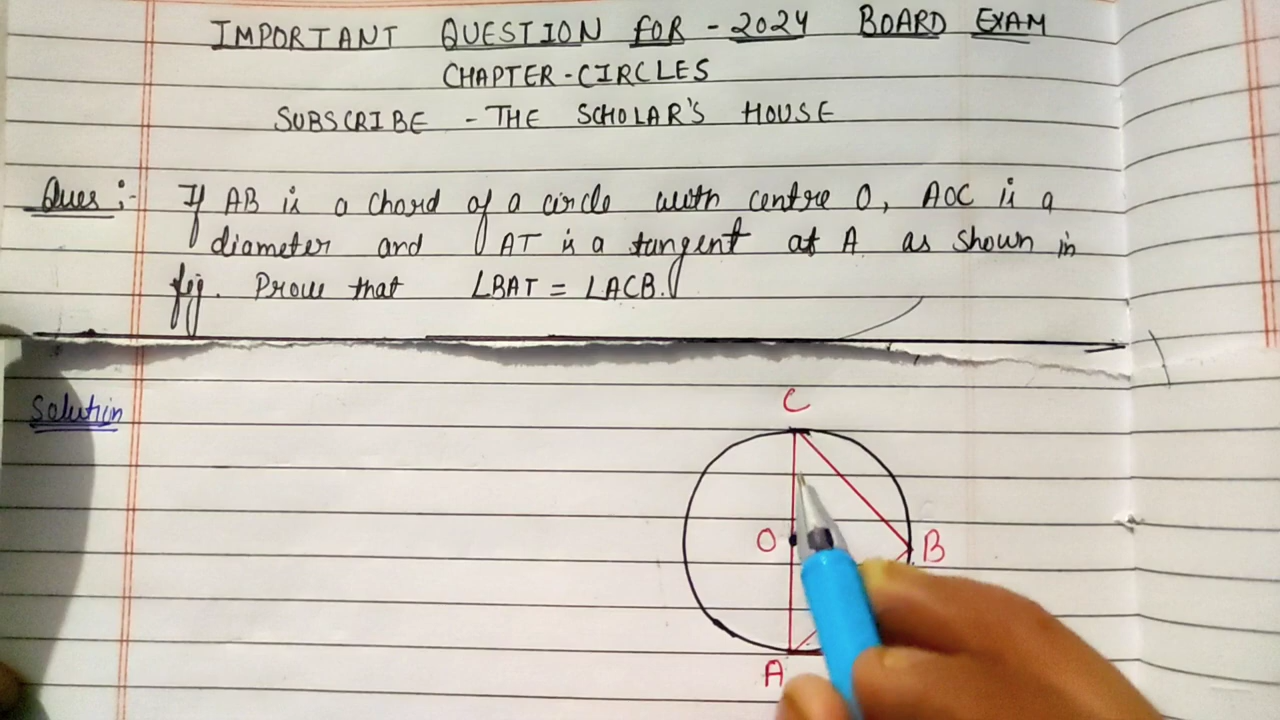 IMPORTANT QUESTION FOR - 2024 BOARD EXAM
CHAPTER - CIRCLES
SUBSCRIBE - THE SCHOLAR'S HOUSE
Ques :- If AB is a chord of a circle with centre O, AOC is a
diameter and AT is a tangent at A as shown in
fig. Prove that ∠BAT = ∠ACB.
Solution
C
O
B
A